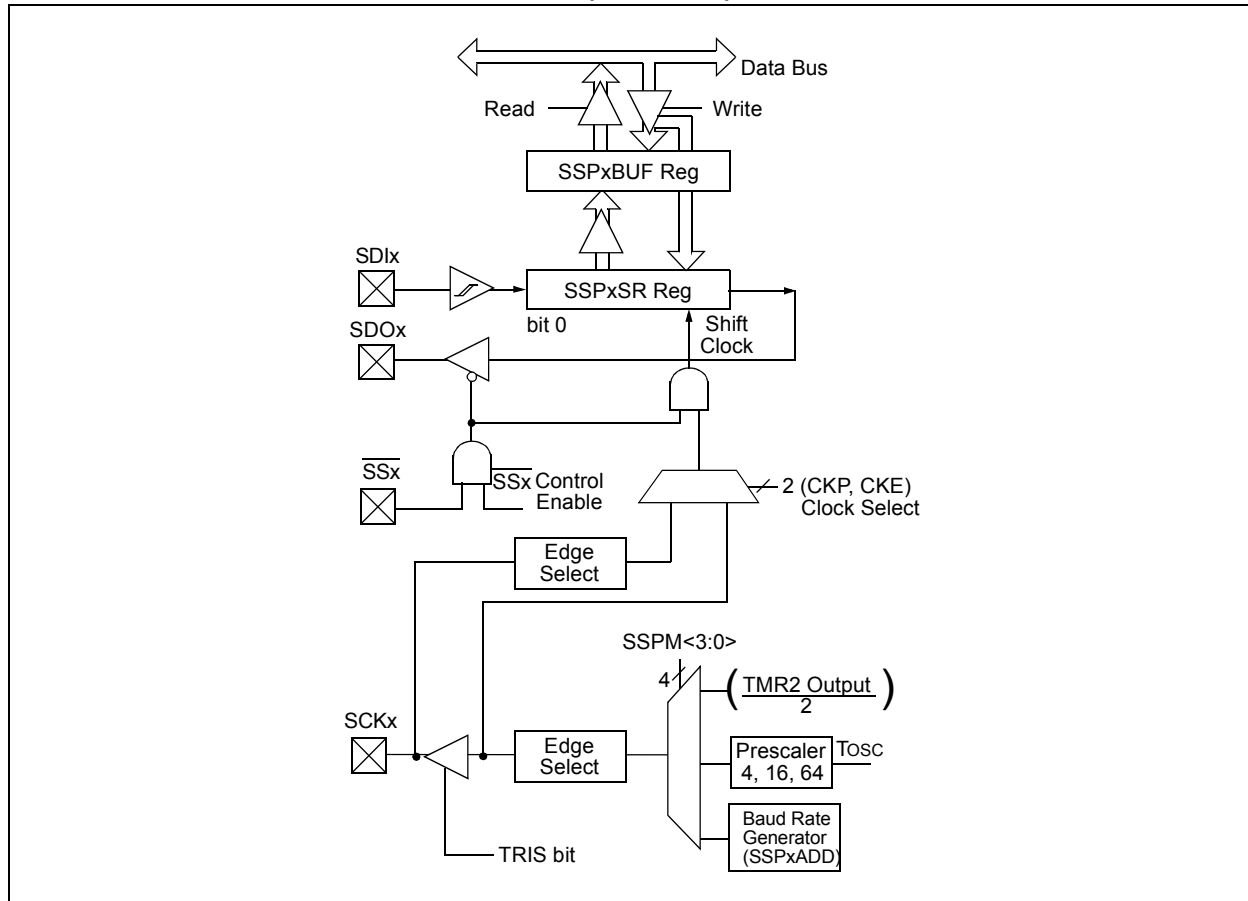 Data Bus
Read
Write
SSPxBUF Reg
SDIx
SSPxSR Reg
bit 0
Shift
Clock
SDOx
SSx
SSx Control
Enable
2 (CKP, CKE)
Clock Select
Edge
Select
SSPM<3:0>
4
(TMR2 Output)
2
SCKx
Edge
Select
Prescaler
4, 16, 64
TOSC
Baud Rate
Generator
(SSPxADD)
TRIS bit